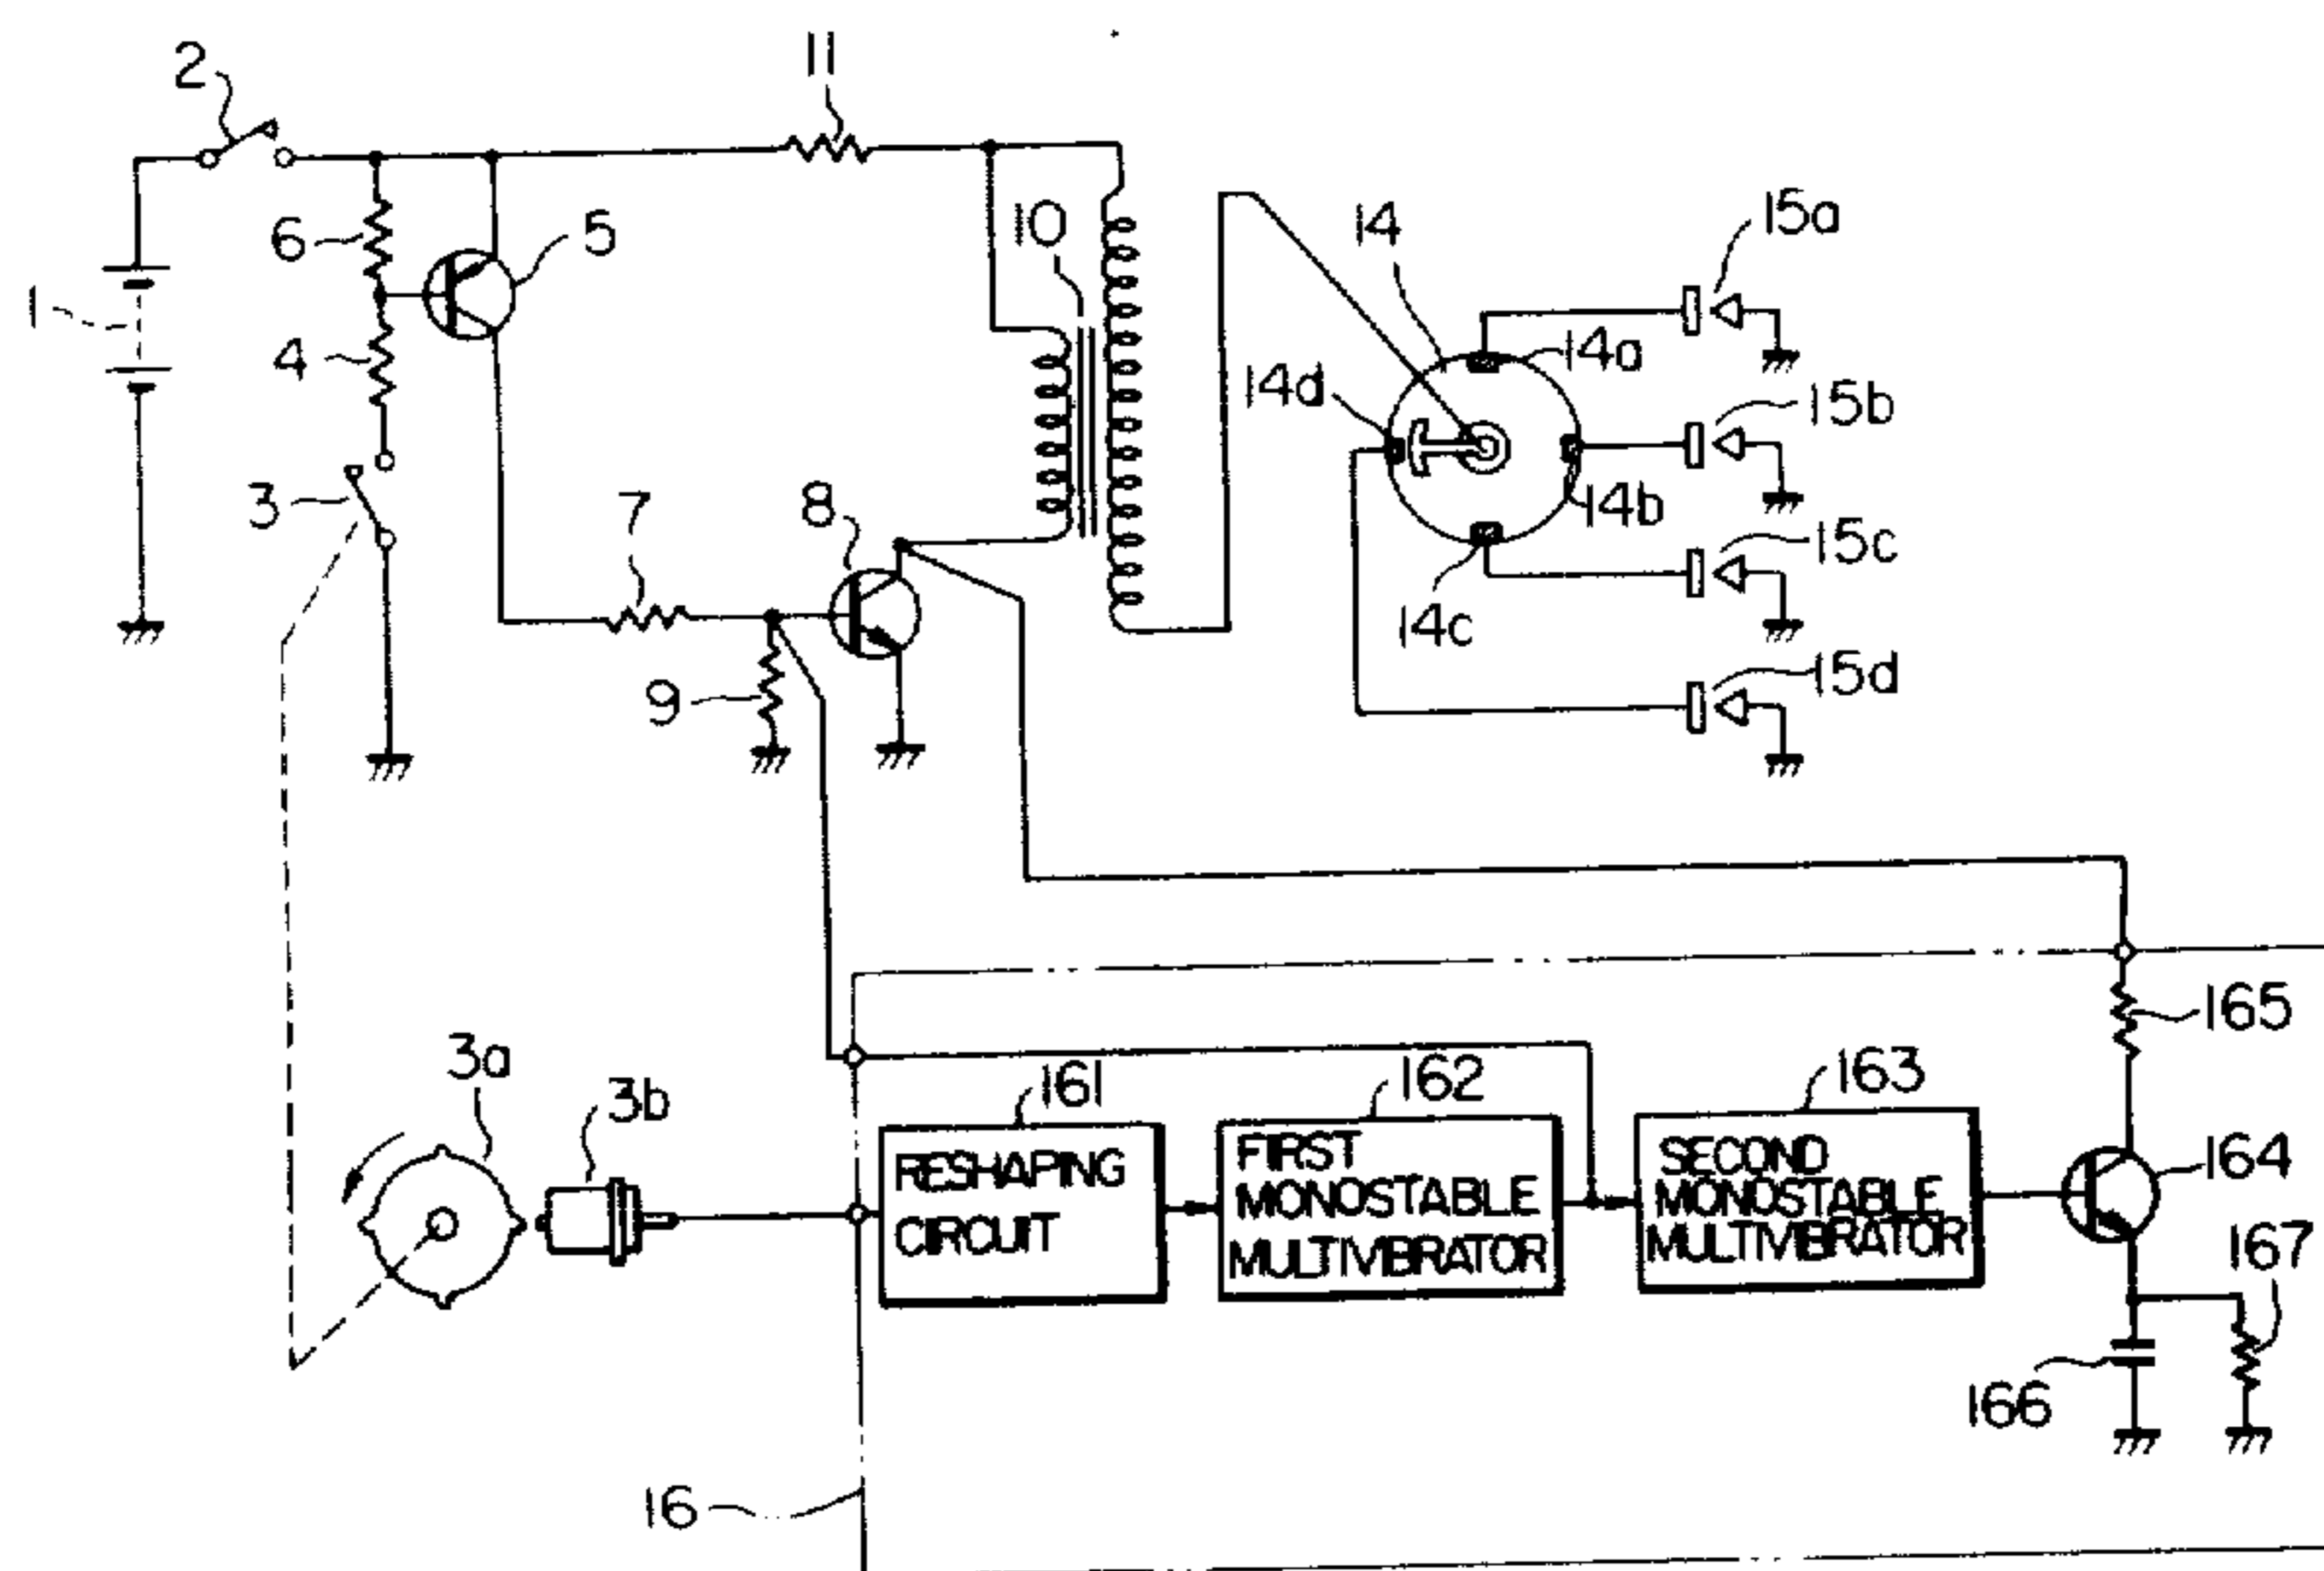 2
11
6
5
10
14
15a
1
4
14a
14d
15b
3
7
8
14b
15c
14c
9
15d
165
3a
3b
161
162
163
RESHAPING
CIRCUIT
FIRST
MONOSTABLE
MULTIVIBRATOR
SECOND
MONOSTABLE
MULTIVIBRATOR
164
167
166
16